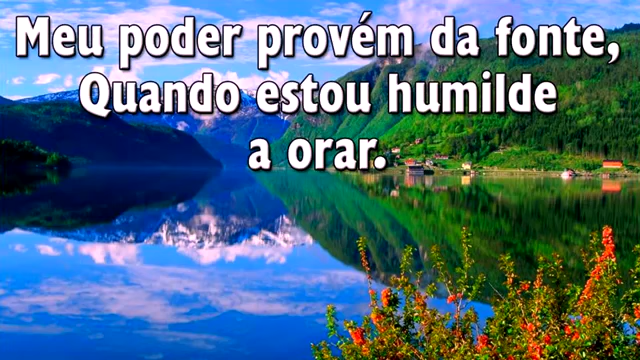 Meu poder provém da fonte,
Quando estou humilde
a orar.